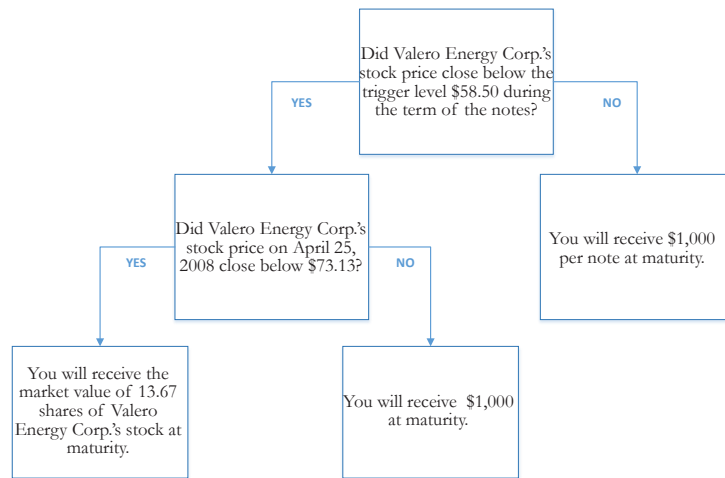 Did Valero Energy Corp.'s
stock price close below the
trigger level $58.50 during
the term of the notes?
YES
NO
Did Valero Energy Corp.'s
stock price on April 25,
2008 close below $73.13?
You will receive $1,000
per note at maturity.
YES
NO
You will receive the
market value of 13.67
shares of Valero
Energy Corp.'s stock at
maturity.
You will receive $1,000
at maturity.